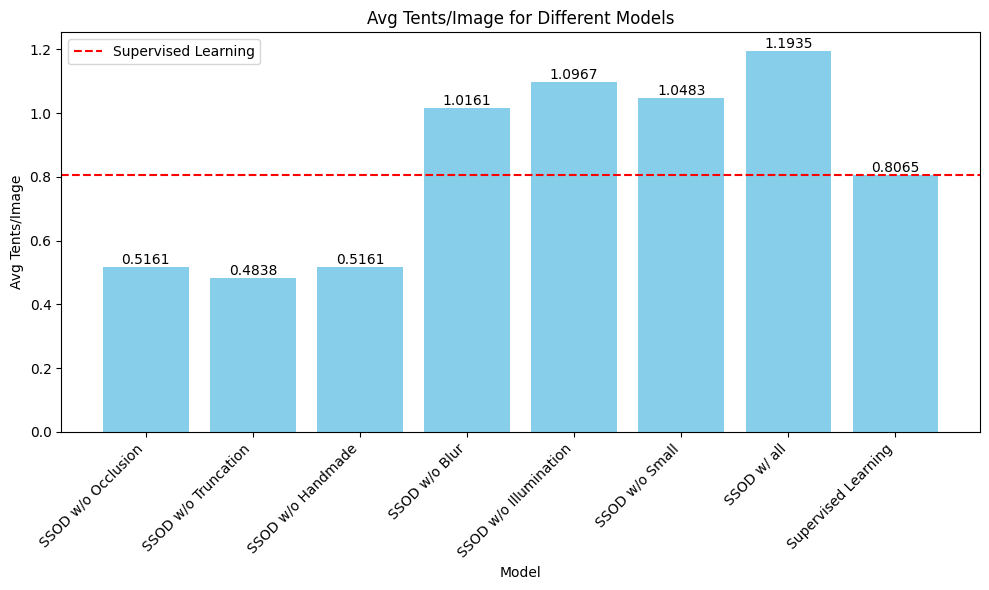 Avg Tents/Image for Different Models
Supervised Learning
Avg Tents/Image
1.2
1.0
0.8
0.6
0.4
0.2
0.0
0.5161
0.4838
0.5161
1.0161
1.0967
1.0483
1.1935
0.8065
SSOD w/o Occlusion
SSOD w/o Truncation
SSOD w/o Handmade
SSOD w/o Blur
SSOD w/o Illumination
SSOD w/o Small
SSOD w/ all
Supervised Learning
Model